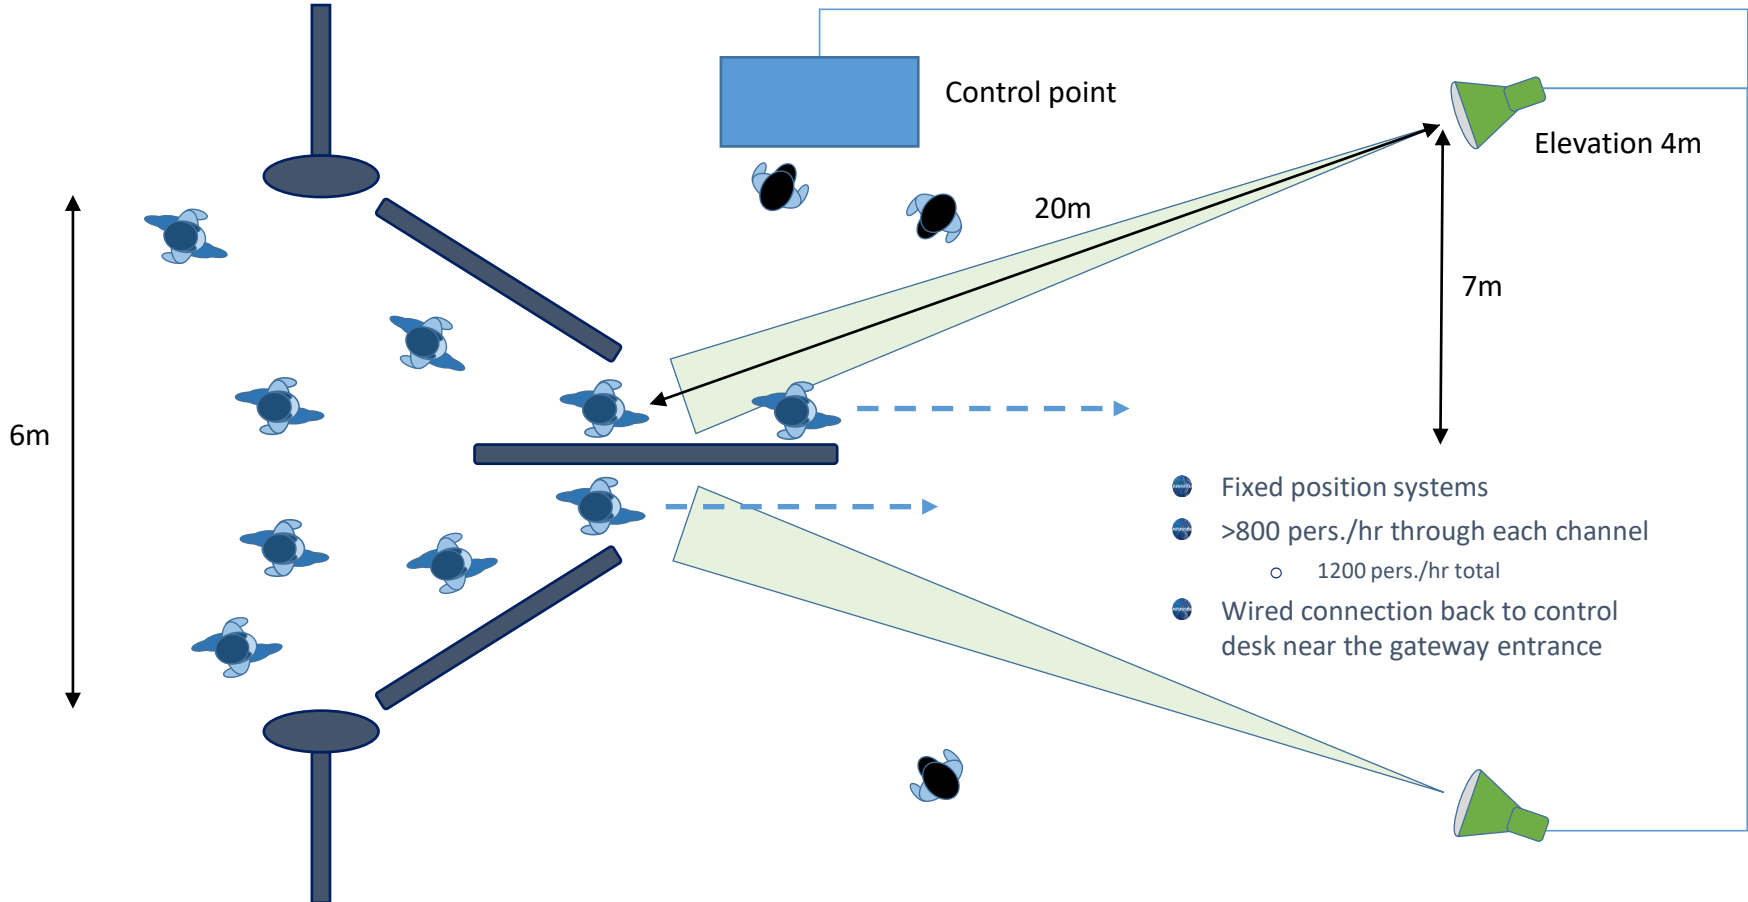 Control point
Elevation 4m
20m
7m
6m
Fixed position systems
>800 pers./hr through each channel
1200 pers./hr total
Wired connection back to control
desk near the gateway entrance